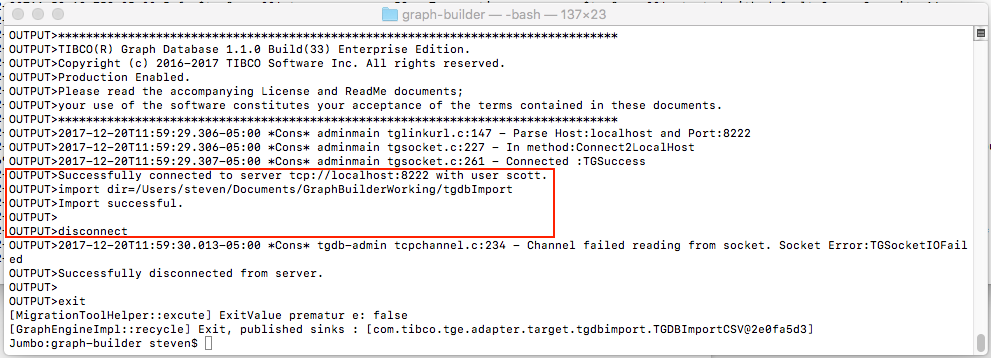 graph-builder — -bash — 137×23
OUTPUT>********************************************************************************
OUTPUT>TIBCO(R) Graph Database 1.1.0 Build(33) Enterprise Edition.
OUTPUT>Copyright (c) 2016-2017 TIBCO Software Inc. All rights reserved.
OUTPUT>Production Enabled.
OUTPUT>Please read the accompanying License and ReadMe documents;
OUTPUT>your use of the software constitutes your acceptance of the terms contained in these documents.
OUTPUT>********************************************************************************
OUTPUT>2017-12-20T11:59:29.306-05:00 *Cons* adminmain tglinkurl.c:147 – Parse Host:localhost and Port:8222
OUTPUT>2017-12-20T11:59:29.306-05:00 *Cons* adminmain tgsocket.c:227 – In method:Connect2LocalHost
OUTPUT>2017-12-20T11:59:29.307-05:00 *Cons* adminmain tgsocket.c:261 – Connected :TGSuccess
OUTPUT>Successfully connected to server tcp://localhost:8222 with user scott.
OUTPUT>import dir=/Users/steven/Documents/GraphBuilderWorking/tgdbImport
OUTPUT>Import successful.
OUTPUT>
OUTPUT>disconnect
OUTPUT>2017-12-20T11:59:30.013-05:00 *Cons* tgdb-admin tcpchannel.c:234 – Channel failed reading from socket. Socket Error:TGSocketIOFail
ed
OUTPUT>Successfully disconnected from server.
OUTPUT>
OUTPUT>exit
[MigrationToolHelper::excute] ExitValue prematur e: false
[GraphEngineImpl::recycle] Exit, published sinks : [com.tibco.tge.adapter.target.tgdbimport.TGDBImportCSV@2e0fa5d3]
Jumbo:graph-builder steven$